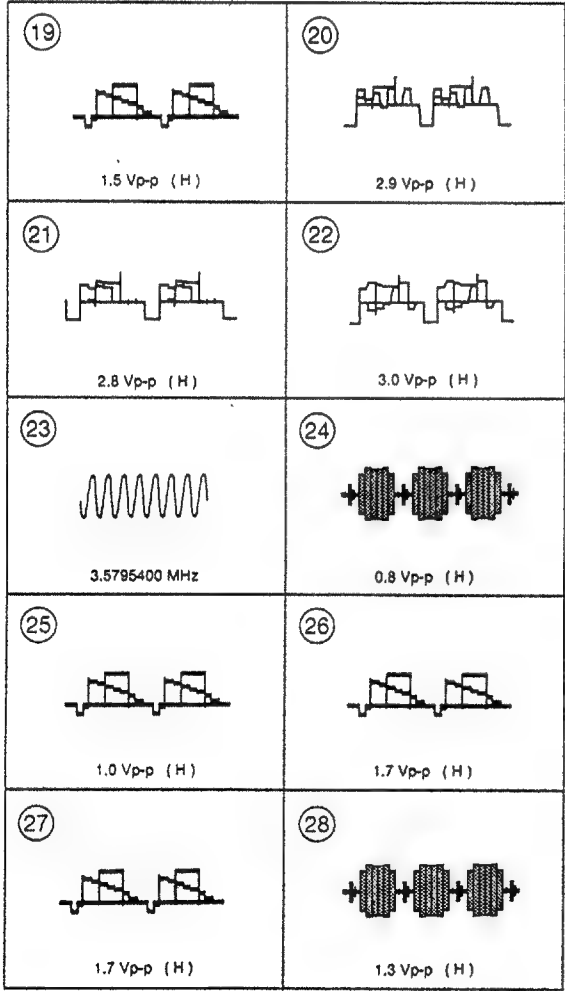 19
20
1.5 Vp-p (H)
2.9 Vp-p (H)
21
22
2.8 Vp-p (H)
3.0 Vp-p (H)
23
24
3.5795400 MHz
0.8 Vp-p (H)
25
26
1.0 Vp-p (H)
1.7 Vp-p (H)
27
28
1.7 Vp-p (H)
1.3 Vp-p (H)